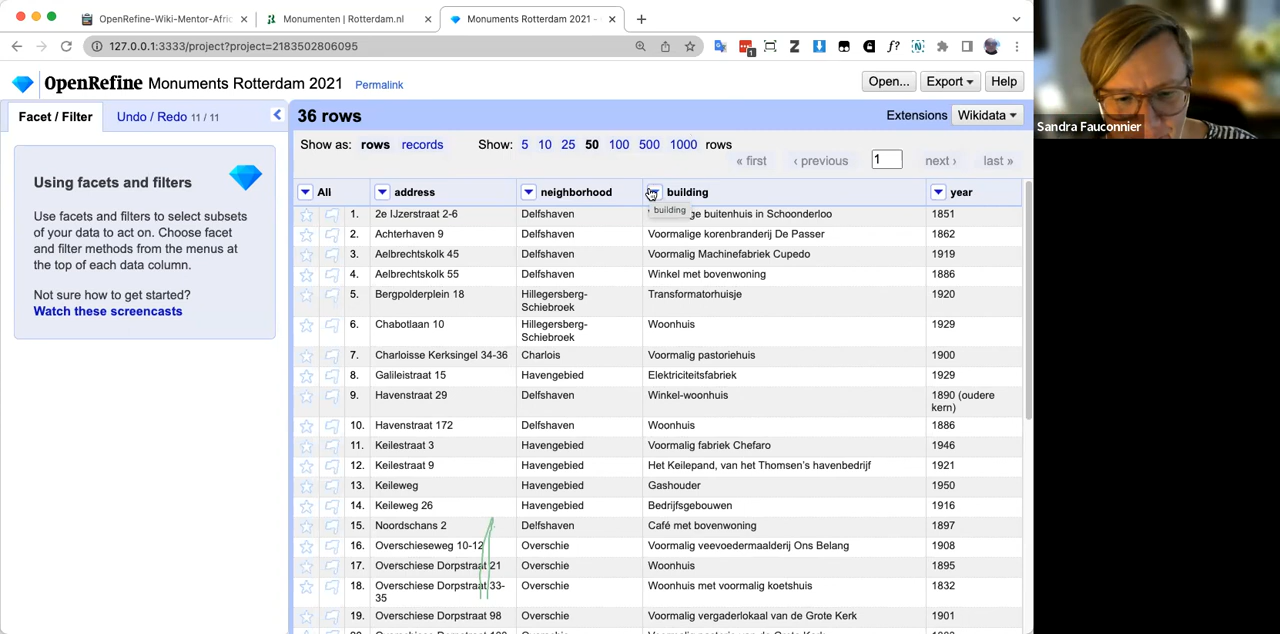 OpenRefine-Wiki-Mentor-Afric
Monumenten | Rotterdam.nl
Monuments Rotterdam 2021 -
127.0.0.1:3333/project?project=2183502806095
OpenRefine Monuments Rotterdam 2021 Permalink
Open... Export Help
Facet / Filter Undo / Redo 11 / 11
36 rows
Extensions Wikidata
Show as: rows records Show: 5 10 25 50 100 500 1000 rows
« first ‹ previous 1 next › last »
Using facets and filters
Use facets and filters to select subsets
of your data to act on. Choose facet
and filter methods from the menus at
the top of each data column.
Not sure how to get started?
Watch these screencasts
All address neighborhood building year
building
1. 2e IJzerstraat 2-6 Delfshaven buitenhuis in Schoonderloo 1851
2. Achterhaven 9 Delfshaven Voormalige korenbranderij De Passer 1862
3. Aelbrechtskolk 45 Delfshaven Voormalig Machinefabriek Cupedo 1919
4. Aelbrechtskolk 55 Delfshaven Winkel met bovenwoning 1886
5. Bergpolderplein 18 Hillegersberg-
Schiebroek Transformatorhuisje 1920
6. Chabotlaan 10 Hillegersberg-
Schiebroek Woonhuis 1929
7. Charloisse Kerksingel 34-36 Charlois Voormalig pastoriehuis 1900
8. Galileistraat 15 Havengebied Elektriciteitsfabriek 1929
9. Havenstraat 29 Delfshaven Winkel-woonhuis 1890 (oudere
kern)
10. Havenstraat 172 Delfshaven Woonhuis 1886
11. Keilestraat 3 Havengebied Voormalig fabriek Chefaro 1946
12. Keilestraat 9 Havengebied Het Keilepand, van het Thomsen's havenbedrijf 1921
13. Keileweg Havengebied Gashouder 1950
14. Keileweg 26 Havengebied Bedrijfsgebouwen 1916
15. Noordschans 2 Delfshaven Café met bovenwoning 1897
16. Overschieseweg 10-12 Overschie Voormalig veevoedermaalderij Ons Belang 1908
17. Overschiese Dorpstraat 21 Overschie Woonhuis 1895
18. Overschiese Dorpstraat 33-
35 Overschie Woonhuis met voormalig koetshuis 1832
19. Overschiese Dorpstraat 98 Overschie Voormalig vergaderlokaal van de Grote Kerk 1901
Sandra Fauconnier